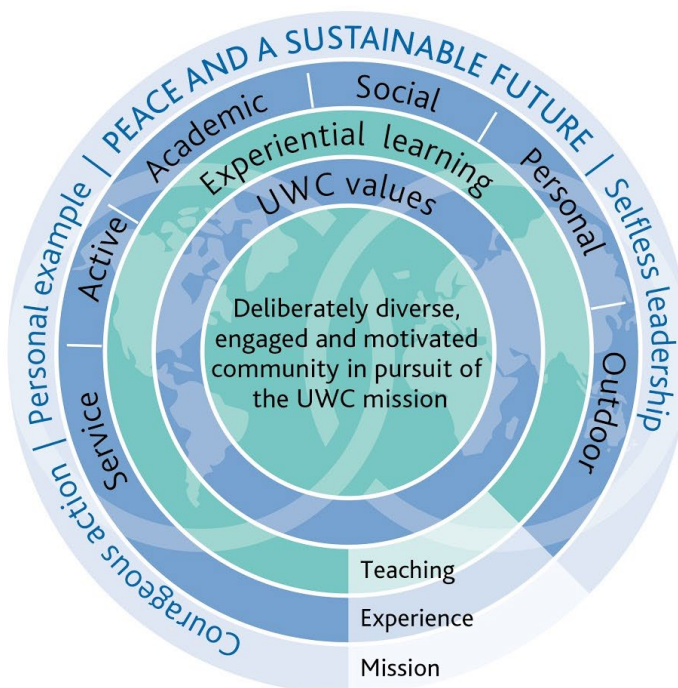 Courageous action | Personal example | PEACE AND A SUSTAINABLE FUTURE | Selfless leadership
Service
Active
Academic
Social
Personal
Outdoor
Experiential learning
UWC values
Deliberately diverse,
engaged and motivated
community in pursuit of
the UWC mission
Teaching
Experience
Mission